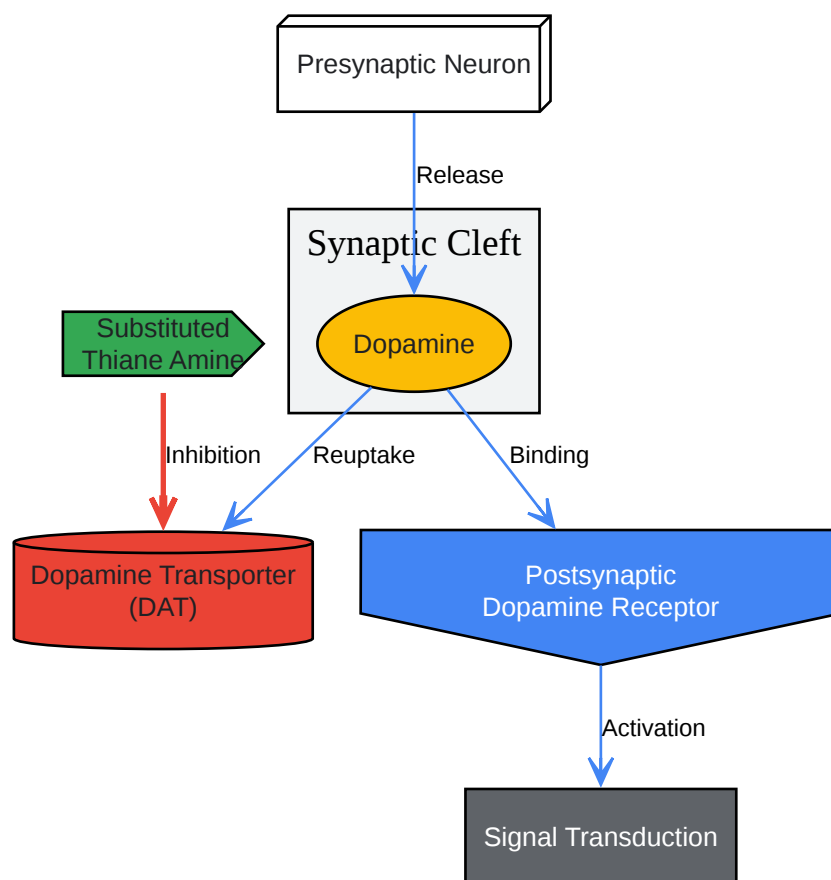 Presynaptic Neuron
Release
Synaptic Cleft
Substituted
Thiane Amine
Dopamine
Inhibition
Reuptake
Binding
Dopamine Transporter
(DAT)
Postsynaptic
Dopamine Receptor
Activation
Signal Transduction